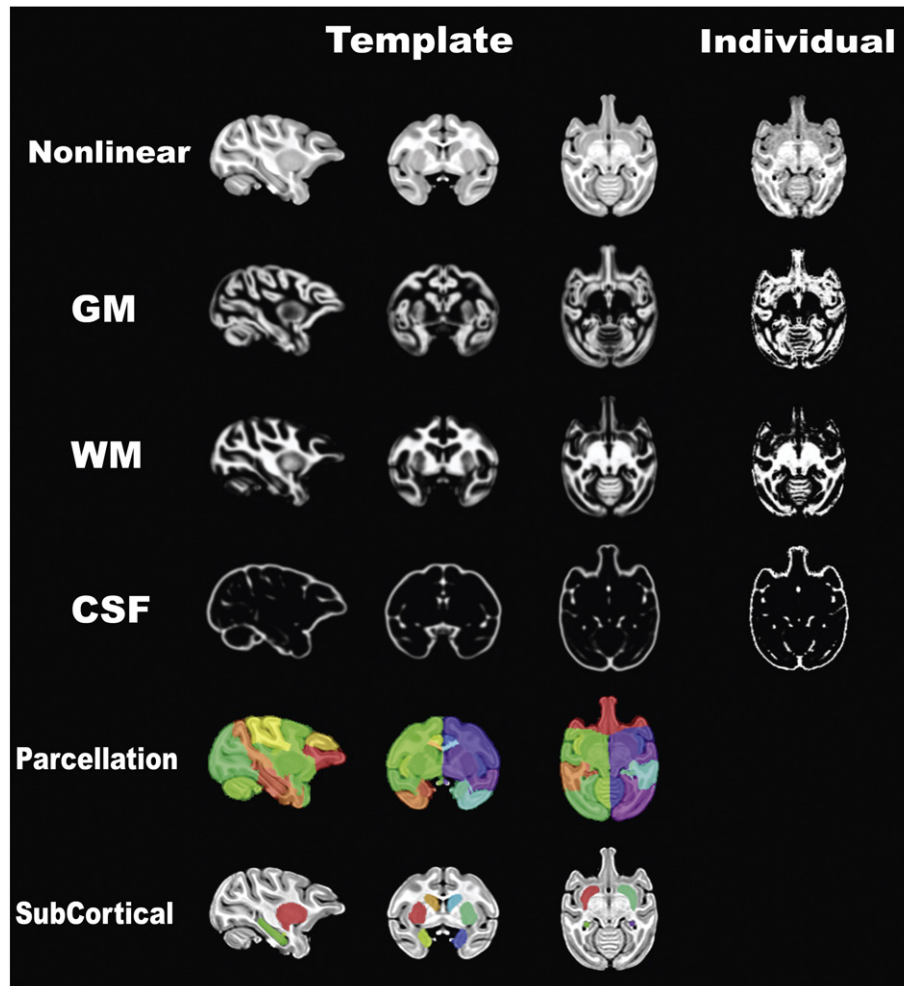 Template Individual
Nonlinear
GM
WM
CSF
Parcellation
SubCortical